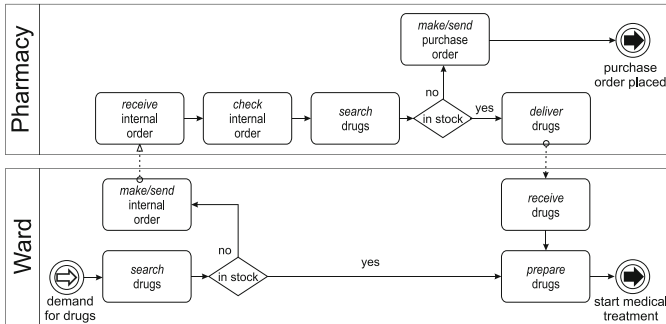 Pharmacy
make/send
purchase
order
purchase
order placed
no
receive
internal
order
check
internal
order
search
drugs
in stock
yes
deliver
drugs
Ward
make/send
internal
order
receive
drugs
no
demand
for drugs
search
drugs
in stock
yes
prepare
drugs
start medical
treatment